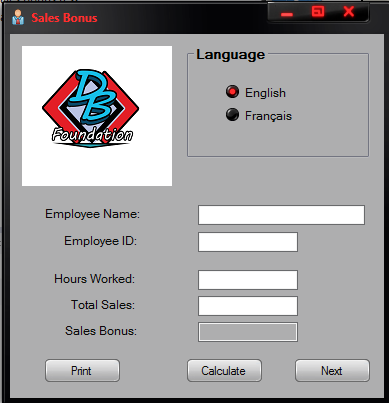 Sales Bonus
Language
DB
Foundation
English
Français
Employee Name:
Employee ID:
Hours Worked:
Total Sales:
Sales Bonus:
Print Calculate Next